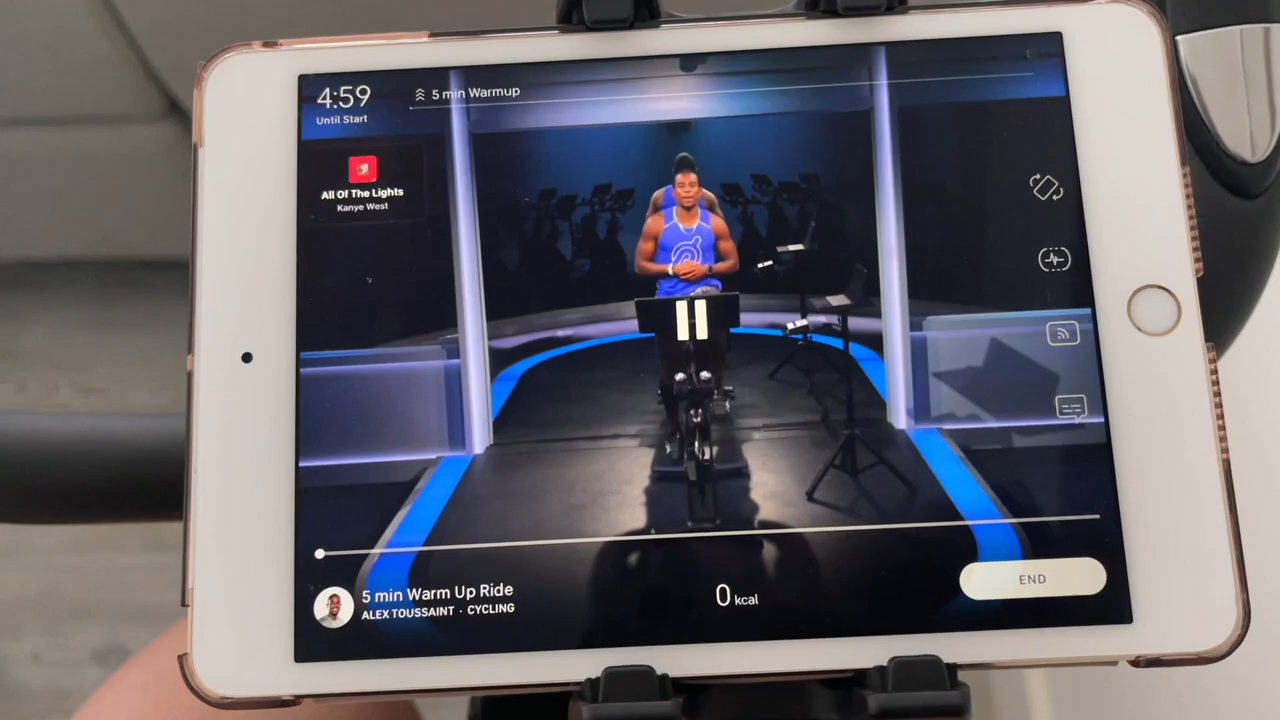 4:59
Until Start
5 min Warmup
All Of The Lights
Kanye West
5 min Warm Up Ride
ALEX TOUSSAINT · CYCLING
0 kcal
END